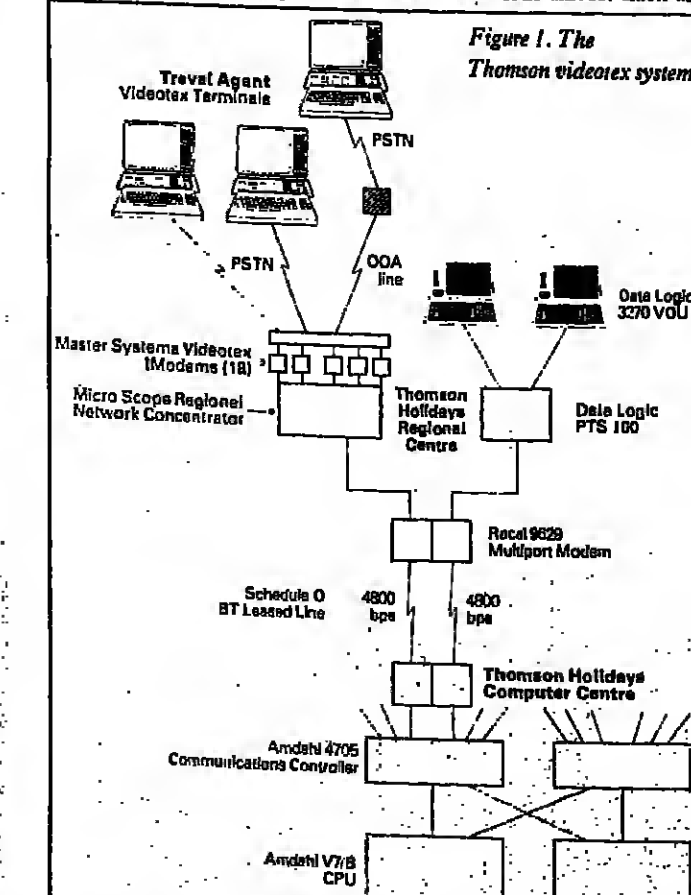 Figure 1. The
Thomson videotex system
Travel Agent
Videotex Terminals
PSTN
PSTN
OOA
line
Data Logic
3270 VDU
Master Systems Videotex
Modems (18)
Micro Scope Regional
Network Concentrator
Thomson
Holidays
Regional
Centre
Data Logic
PTS 100
Racal 9629
Multiport Modem
Schedule D
BT Leased Line
4800
bps
4800
bps
Thomson Holidays
Computer Centre
Amdahl 4705
Communications Controller
Amdahl V7/B
CPU